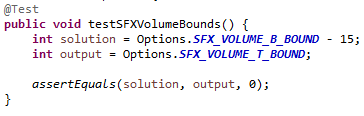 @Test
public void testSFXVolumeBounds() {
    int solution = Options.SFX_VOLUME_B_BOUND - 15;
    int output = Options.SFX_VOLUME_T_BOUND;

    assertEquals(solution, output, 0);
}